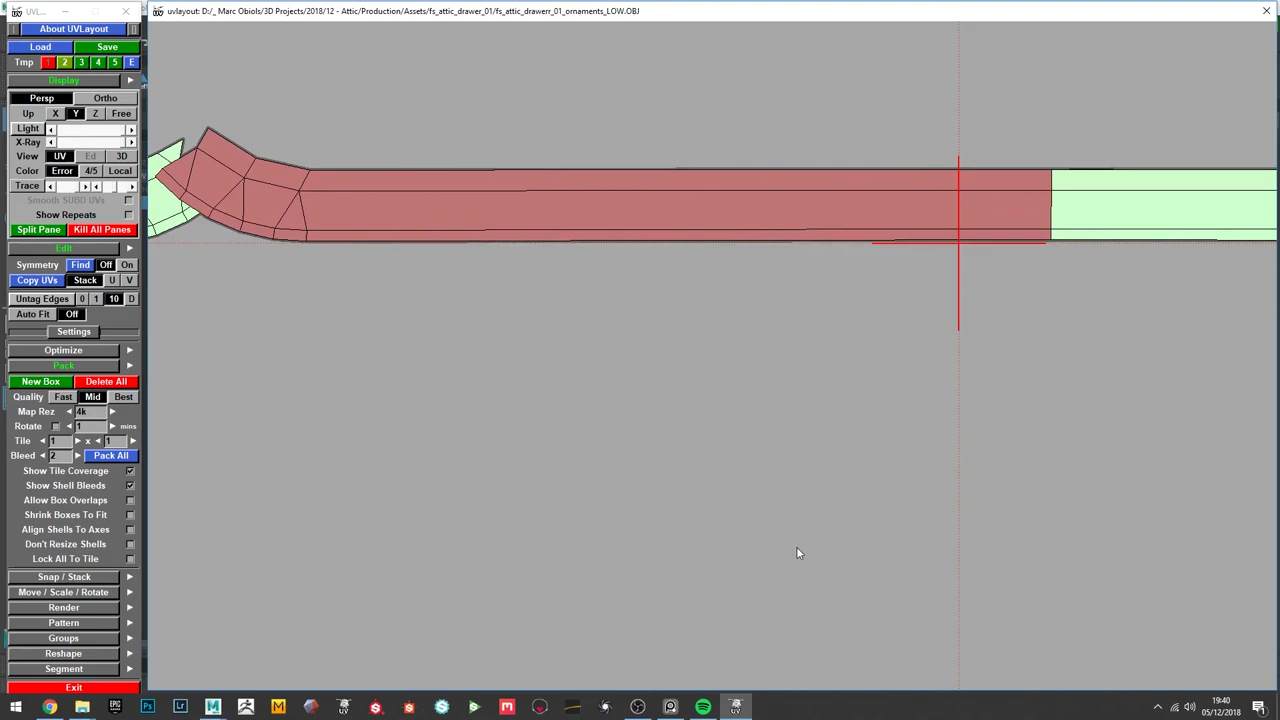 UVL...
uvlayout: D:/_ Marc Obiols/3D Projects/2018/12 - Attic/Production/Assets/fs_attic_drawer_01/fs_attic_drawerr_01_ornaments_LOW.OBJ
About UVLayout
Load Save
Tmp 1 2 3 4 5 E
Display
Persp Ortho
Up X Y Z Free
Light
X-Ray
View UV Ed 3D
Color Error 4/5 Local
Trace
Smooth SUBD UVs
Show Repeats
Split Pane Kill All Panes
Edit
Symmetry Find Off On
Copy UVs Stack U V
Untag Edges 0 1 10 D
Auto Fit Off
Settings
Optimize
Pack
New Box Delete All
Quality Fast Mid Best
Map Rez 4k
Rotate 1 mins
Tile 1 x 1
Bleed 2 Pack All
Show Tile Coverage
Show Shell Bleeds
Allow Box Overlaps
Shrink Boxes To Fit
Align Shells To Axes
Don't Resize Shells
Lock All To Tile
Snap / Stack
Move / Scale / Rotate
Render
Pattern
Groups
Reshape
Segment
Exit
19:40
05/12/2018